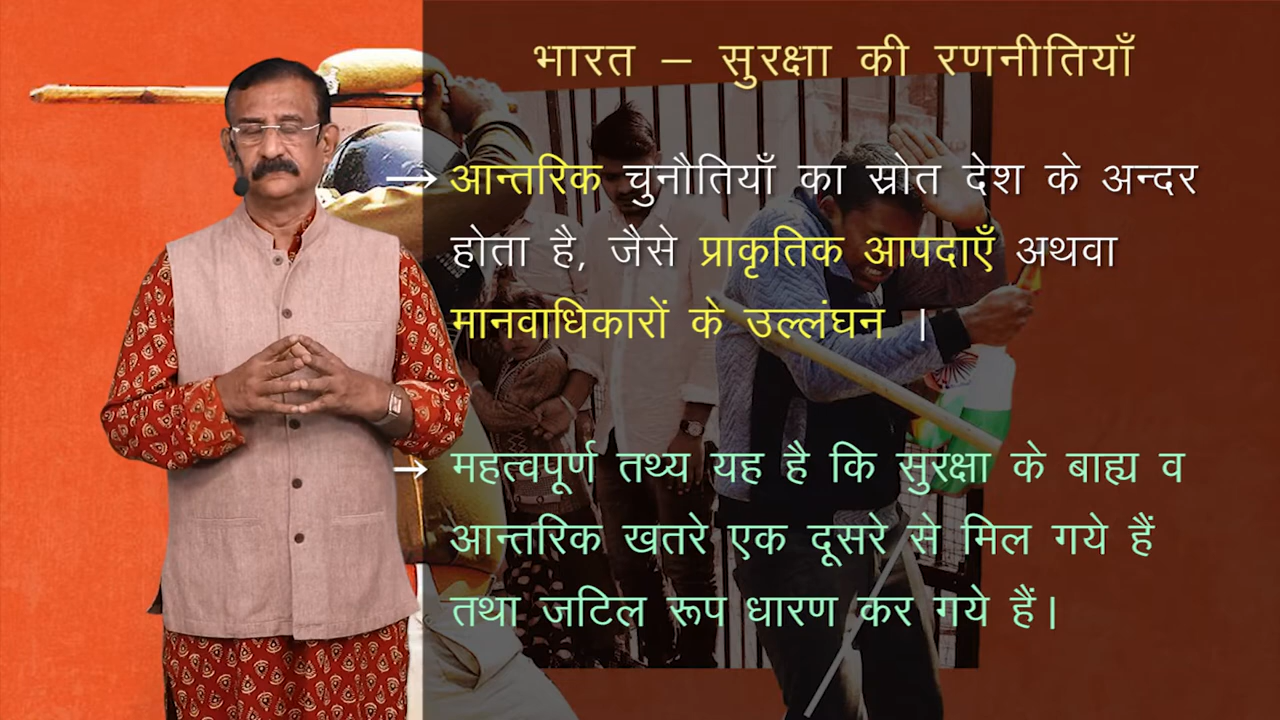 भारत – सुरक्षा की रणनीतियाँ
→ आन्तरिक चुनौतियाँ का स्रोत देश के अन्दर
होता है, जैसे प्राकृतिक आपदाएँ अथवा
मानवाधिकारों के उल्लंघन ।
→ महत्वपूर्ण तथ्य यह है कि सुरक्षा के बाह्य व
आन्तरिक खतरे एक दूसरे से मिल गये हैं
तथा जटिल रूप धारण कर गये हैं।